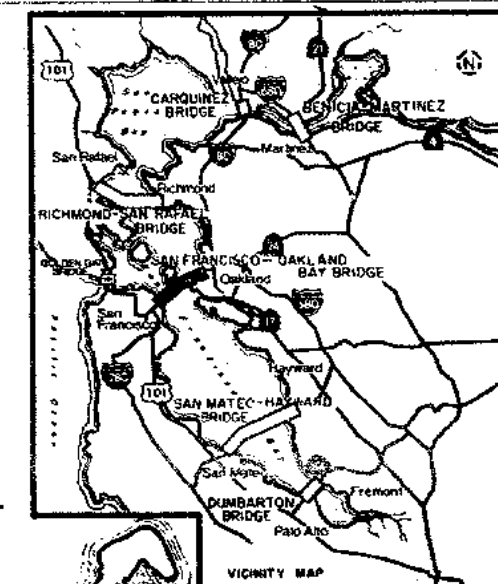 80
21
N
101
CARQUINEZ
BRIDGE
BENICIA-MARTINEZ
BRIDGE
4
San Rafael
Martinez
80
Richmond
RICHMOND-SAN RAFAEL
BRIDGE
24
GOLDEN GATE
BRIDGE
SAN FRANCISCO - OAKLAND
BAY BRIDGE
Oakland
680
San
Francisco
17
Hayward
101
SAN MATEO-HAYWARD
BRIDGE
San Mateo
Fremont
DUMBARTON
BRIDGE
Palo Alto
VICINITY MAP